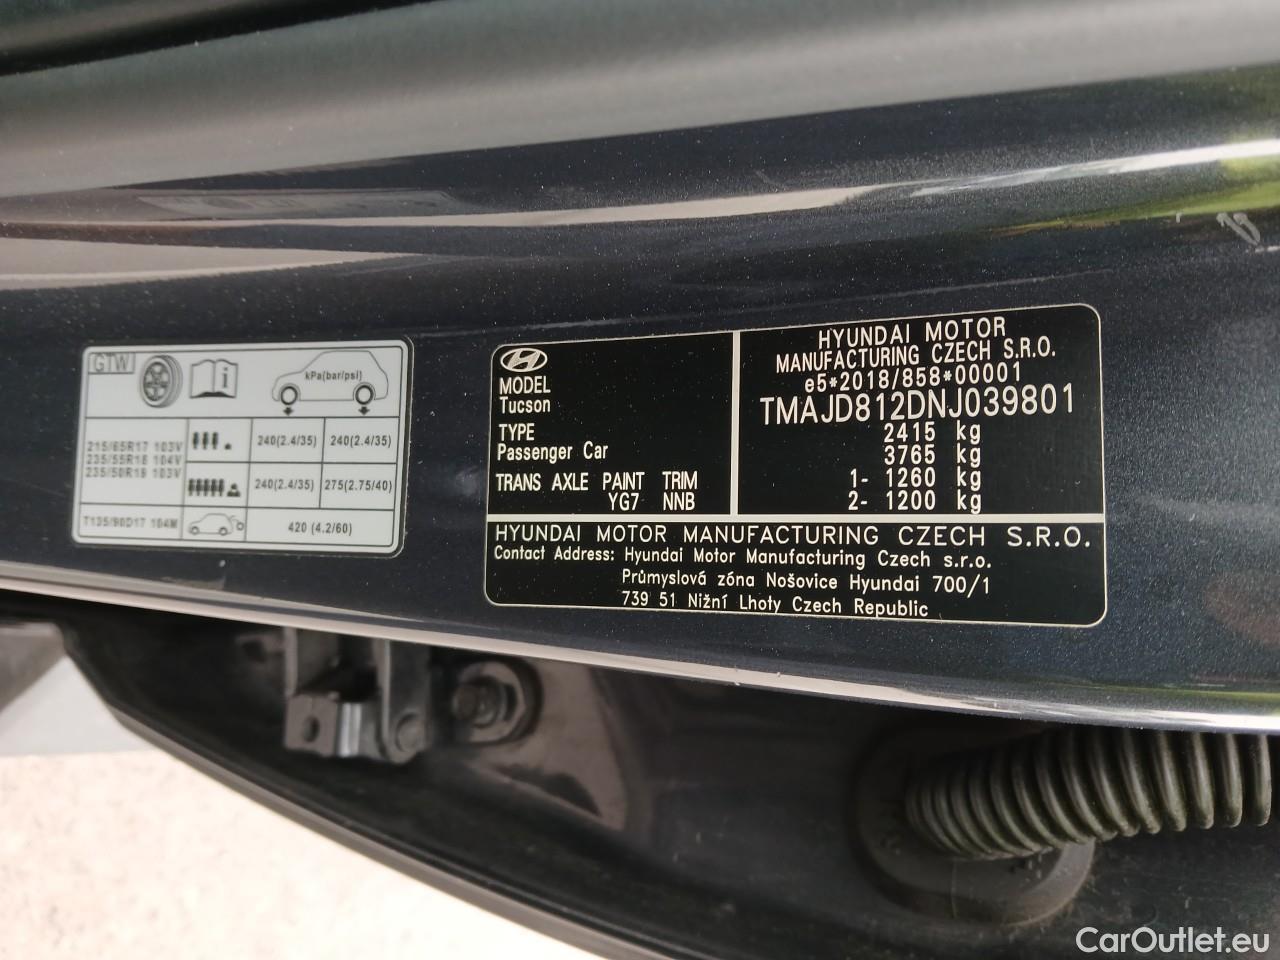 GTW
i
kPa(bar/psi)
215/65R17 103V
235/55R18 104V
235/50R19 103V
240(2.4/35) 240(2.4/35)
240(2.4/35) 275(2.75/40)
T135/90D17 104M
420 (4.2/60)
MODEL
Tucson
TYPE
Passenger Car
TRANS AXLE PAINT TRIM
YG7 NNB
HYUNDAI MOTOR
MANUFACTURING CZECH S.R.O.
e5*2018/858*00001
TMAJD812DNJ039801
2415 kg
3765 kg
1- 1260 kg
2- 1200 kg
HYUNDAI MOTOR MANUFACTURING CZECH S.R.O.
Contact Address: Hyundai Motor Manufacturing Czech s.r.o.
Průmyslová zóna Nošovice Hyundai 700/1
739 51 Nižní Lhoty Czech Republic
CarOutlet.eu